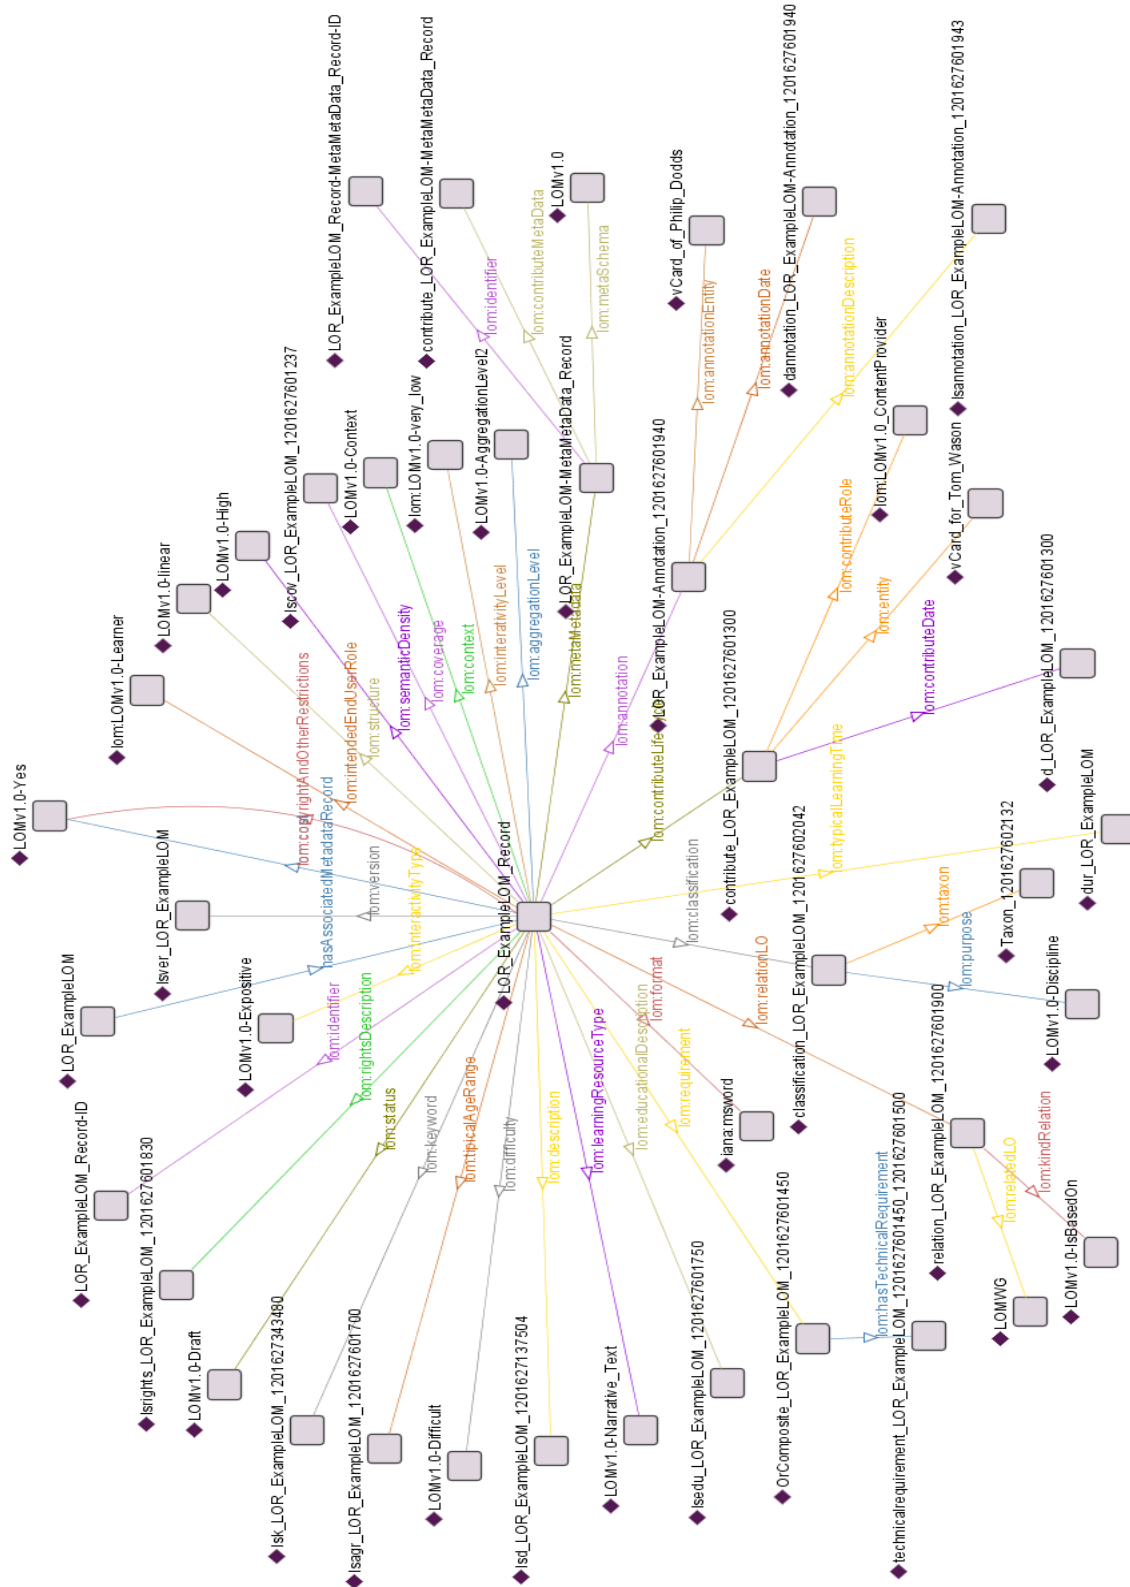 LOMv1.0-Yes
LOR_ExampleLOM
LOR_ExampleLOM_Record-ID
lom:LOMv1.0-Learner
lsrights_LOR_ExampleLOM_1201627601830
lsver_LOR_ExampleLOM
LOMv1.0-linear
LOMv1.0-Draft
LOMv1.0-High
LOMv1.0-Expositive
lsk_LOR_ExampleLOM_1201627343480
lscov_LOR_ExampleLOM_1201627601237
lom:copyrightAndOtherRestrictions
hasAssociatedMetadataRecord
lom:identifier
LOR_ExampleLOM_Record-MetaMetaData_Record-ID
lom:intendedEndUserRole
LOMv1.0-Context
lsagr_LOR_ExampleLOM_1201627601700
lom:rightsDescription
lom:version
lom:structure
lom:status
lom:semanticDensity
lom:interactivityType
lom:very_low
lom:LOMv1.0-very_low
contribute_LOR_ExampleLOM-MetaMetaData_Record
LOMv1.0-Difficult
lom:keyword
lom:coverage
lom:tipicalAgeRange
lom:context
LOMv1.0-AggregationLevel2
lom:identifier
lom:interativityLevel
LOR_ExampleLOM_Record
lom:difficulty
lsd_LOR_ExampleLOM_1201627137504
lom:aggregationLevel
lom:contributeMetaData
lom:description
LOMv1.0
LOR_ExampleLOM-MetaMetaData_Record
lom:metaMetadata
lom:learningResourceType
lom:metaSchema
LOMv1.0-Narrative_Text
lom:annotation
lom:educationalDescription
lom:format
LOR_ExampleLOM-Annotation_1201627601940
vCard_of_Philip_Dodds
lom:requirement
lom:classification
lsedu_LOR_ExampleLOM_1201627601750
lom:annotationEntity
iana:msword
contribute_LOR_ExampleLOM_1201627601300
lom:relationLO
lom:annotationDate
OrComposite_LOR_ExampleLOM_1201627601450
dannotation_LOR_ExampleLOM-Annotation_1201627601940
classification_LOR_ExampleLOM_1201627602042
lom:typicalLearningTime
lom:contributeRole
lom:annotationDescription
lom:hasTechnicalRequirement
lom:LOMv1.0_ContentProvider
lom:entity
technicalrequirement_LOR_ExampleLOM_1201627601450_1201627601500
lom:contributeDate
lom:taxon
relation_LOR_ExampleLOM_1201627601900
vCard_for_Tom_Wason
lsannotation_LOR_ExampleLOM-Annotation_1201627601943
lom:purpose
LOMWG
Taxon_1201627602132
lom:relatedLO
lom:kindRelation
d_LOR_ExampleLOM_1201627601300
LOMv1.0-Discipline
LOMv1.0-IsBasedOn
dur_LOR_ExampleLOM